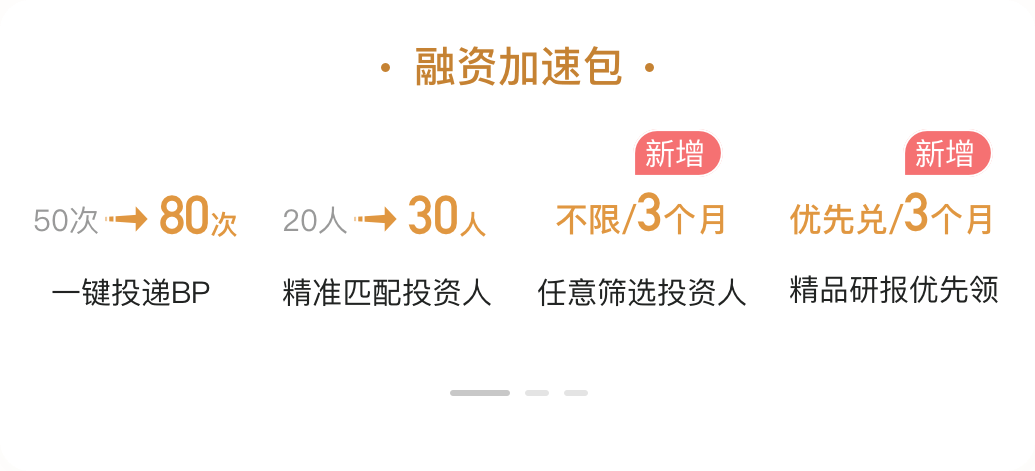 · 融资加速包 ·
新增 新增
50次 80次 20人 30人 不限/3个月 优先兑/3个月
一键投递BP 精准匹配投资人 任意筛选投资人 精品研报优先领